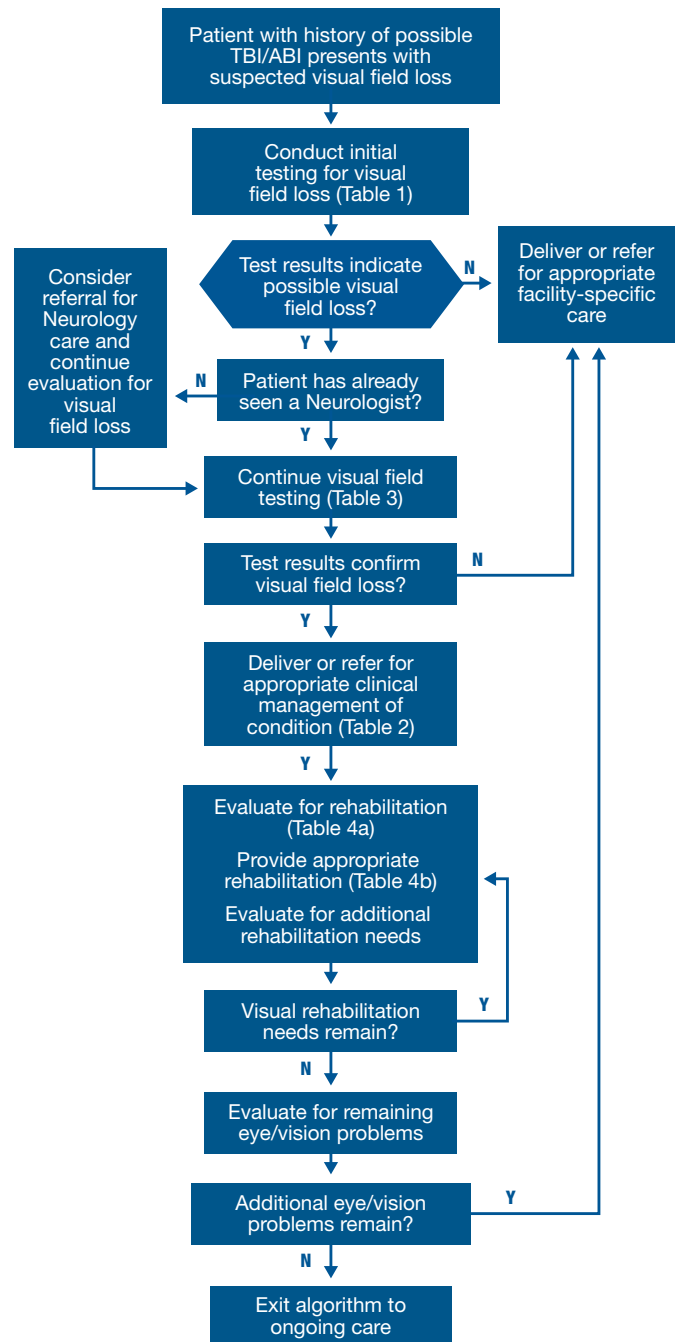 Patient with history of possible
TBI/ABI presents with
suspected visual field loss
Conduct initial
testing for visual
field loss (Table 1)
Test results indicate
possible visual
field loss?
N
Deliver or refer
for appropriate
facility-specific
care
Y
Consider
referral for
Neurology
care and
continue
evaluation for
visual
field loss
N
Patient has already
seen a Neurologist?
Y
Continue visual field
testing (Table 3)
Test results confirm
visual field loss?
N
Y
Deliver or refer for
appropriate clinical
management of
condition (Table 2)
Y
Evaluate for rehabilitation
(Table 4a)
Provide appropriate
rehabilitation (Table 4b)
Evaluate for additional
rehabilitation needs
Visual rehabilitation
needs remain?
Y
N
Evaluate for remaining
eye/vision problems
Additional eye/vision
problems remain?
Y
N
Exit algorithm to
ongoing care